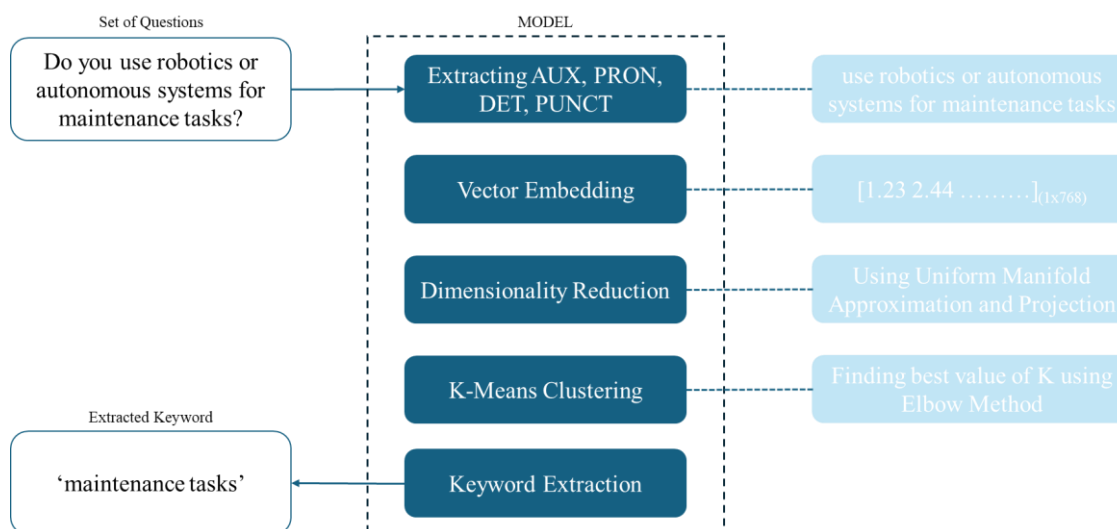 Set of Questions
MODEL
Do you use robotics or
autonomous systems for
maintenance tasks?
Extracting AUX, PRON,
DET, PUNCT
use robotics or autonomous
systems for maintenance tasks
Vector Embedding
[1.23 2.44 ………](1x768)
Dimensionality Reduction
Using Uniform Manifold
Approximation and Projection
K-Means Clustering
Finding best value of K using
Elbow Method
Extracted Keyword
‘maintenance tasks’
Keyword Extraction